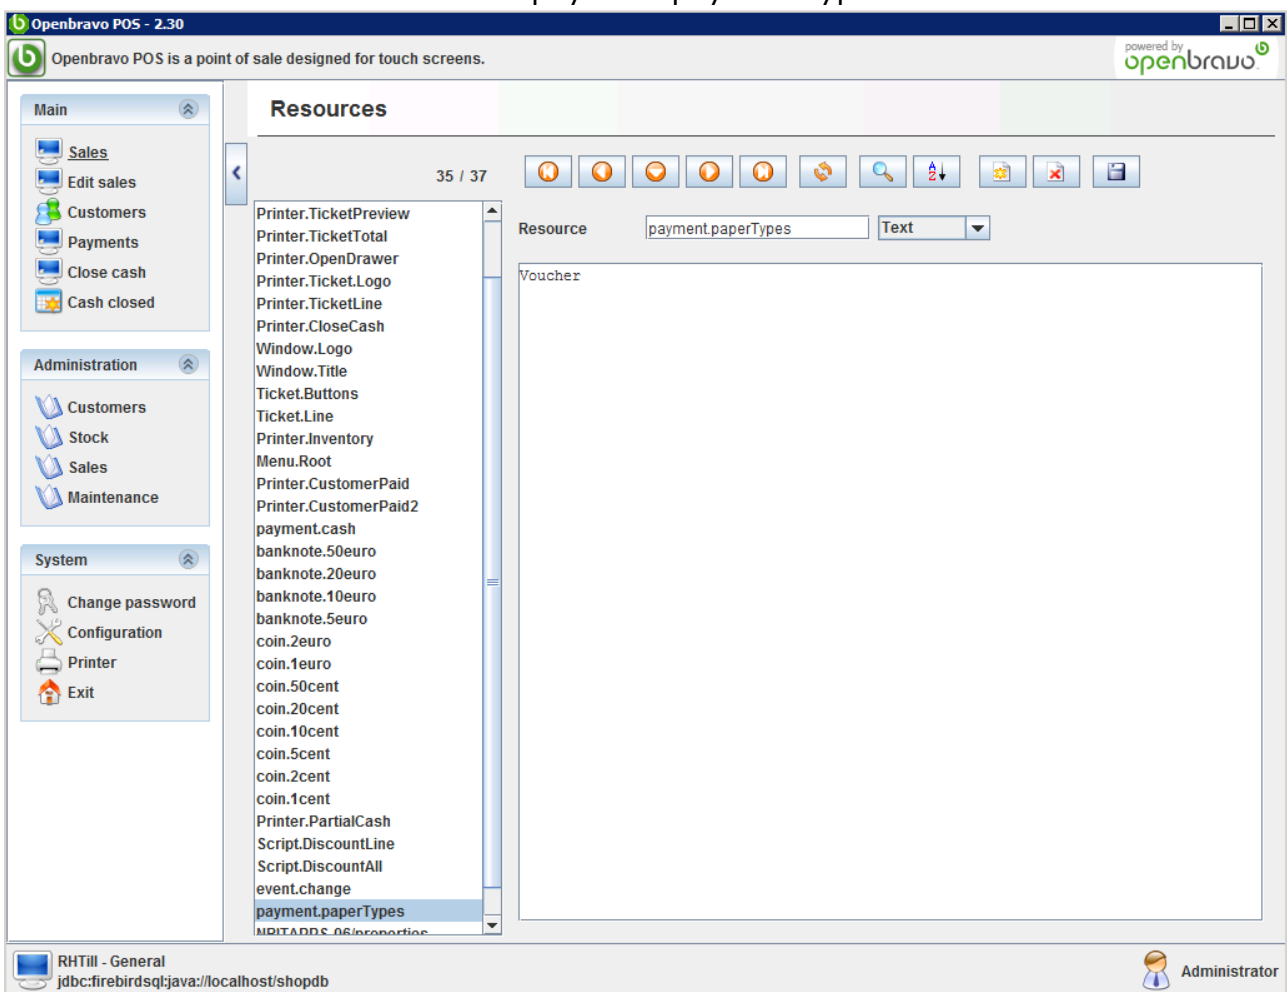 Openbravo POS - 2.30
Openbravo POS is a point of sale designed for touch screens.
powered by
openbravo
Main
Sales
Edit sales
Customers
Payments
Close cash
Cash closed
Administration
Customers
Stock
Sales
Maintenance
System
Change password
Configuration
Printer
Exit
Resources
35 / 37
Printer.TicketPreview
Printer.TicketTotal
Printer.OpenDrawer
Printer.Ticket.Logo
Printer.TicketLine
Printer.CloseCash
Window.Logo
Window.Title
Ticket.Buttons
Ticket.Line
Printer.Inventory
Menu.Root
Printer.CustomerPaid
Printer.CustomerPaid2
payment.cash
banknote.50euro
banknote.20euro
banknote.10euro
banknote.5euro
coin.2euro
coin.1euro
coin.50cent
coin.20cent
coin.10cent
coin.5cent
coin.2cent
coin.1cent
Printer.PartialCash
Script.DiscountLine
Script.DiscountAll
event.change
payment.paperTypes
Resource
payment.paperTypes
Text
Voucher
RHTill - General
jdbc:firebirdsql:java://localhost/shopdb
Administrator